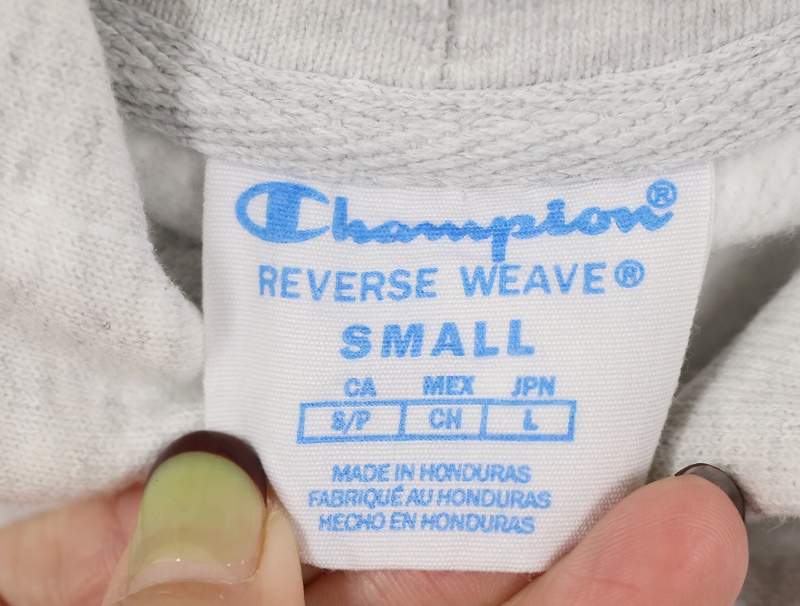 Champion®
REVERSE WEAVE®
SMALL
CA MEX JPN
S/P CH L
MADE IN HONDURAS
FABRIQUÉ AU HONDURAS
HECHO EN HONDURAS